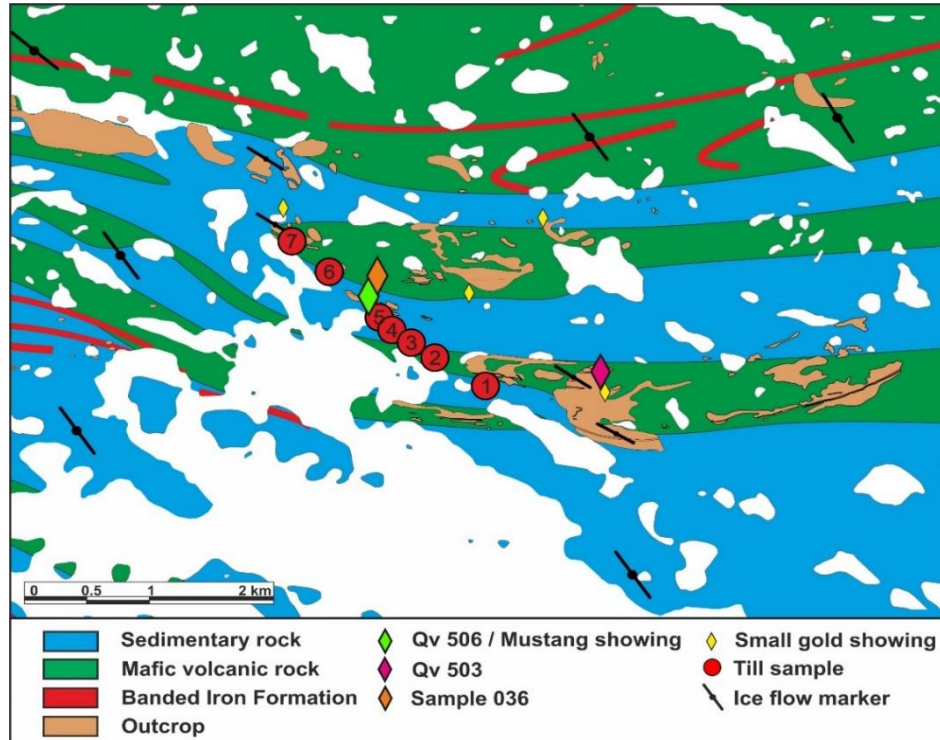 7
6
5
4
3
2
1
0 0.5 1 2 km
Sedimentary rock
Mafic volcanic rock
Banded Iron Formation
Outcrop
Qv 506 / Mustang showing
Qv 503
Sample 036
Small gold showing
Till sample
Ice flow marker